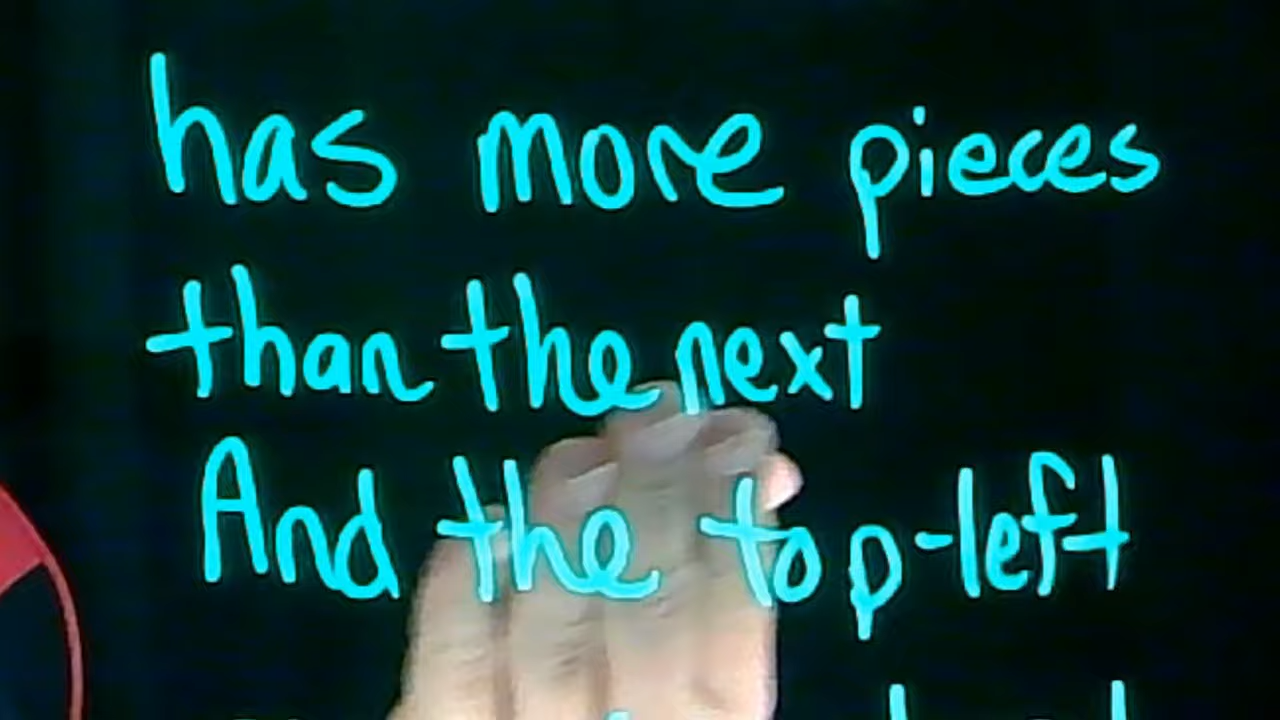 has more pieces
than the next
And the top-left